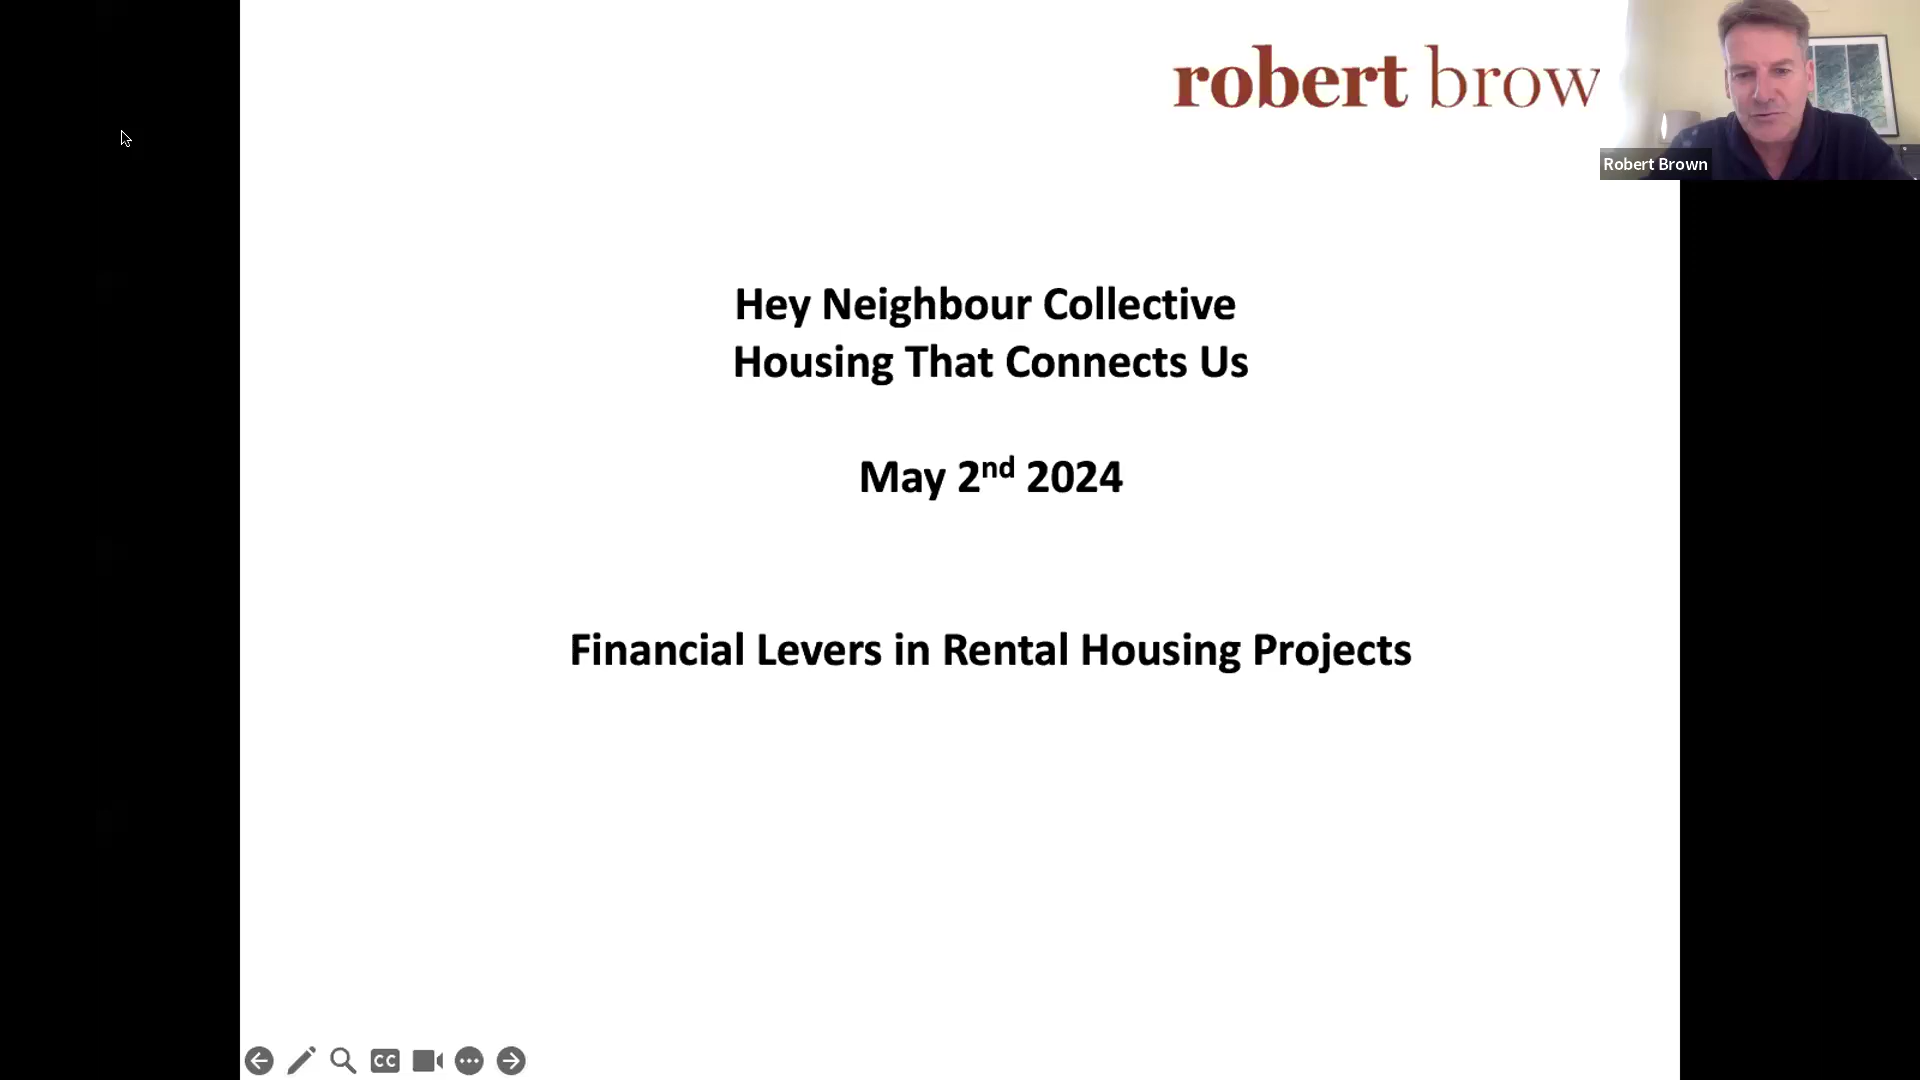 robert brow
Robert Brown
Hey Neighbour Collective
Housing That Connects Us
May 2nd 2024
Financial Levers in Rental Housing Projects
CC